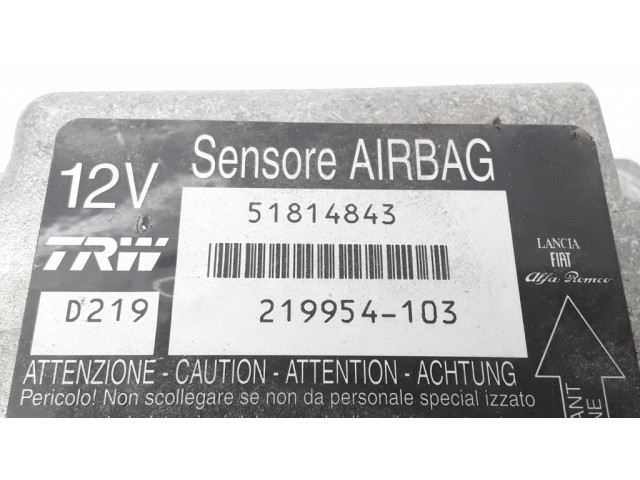 Sensore AIRBAG
12V
51814843
TRW
LANCIA
FIAT
Alfa Romeo
D219
219954-103
ATTENZIONE - CAUTION - ATTENTION - ACHTUNG
Pericolo! Non scollegare se non da personale special izzato